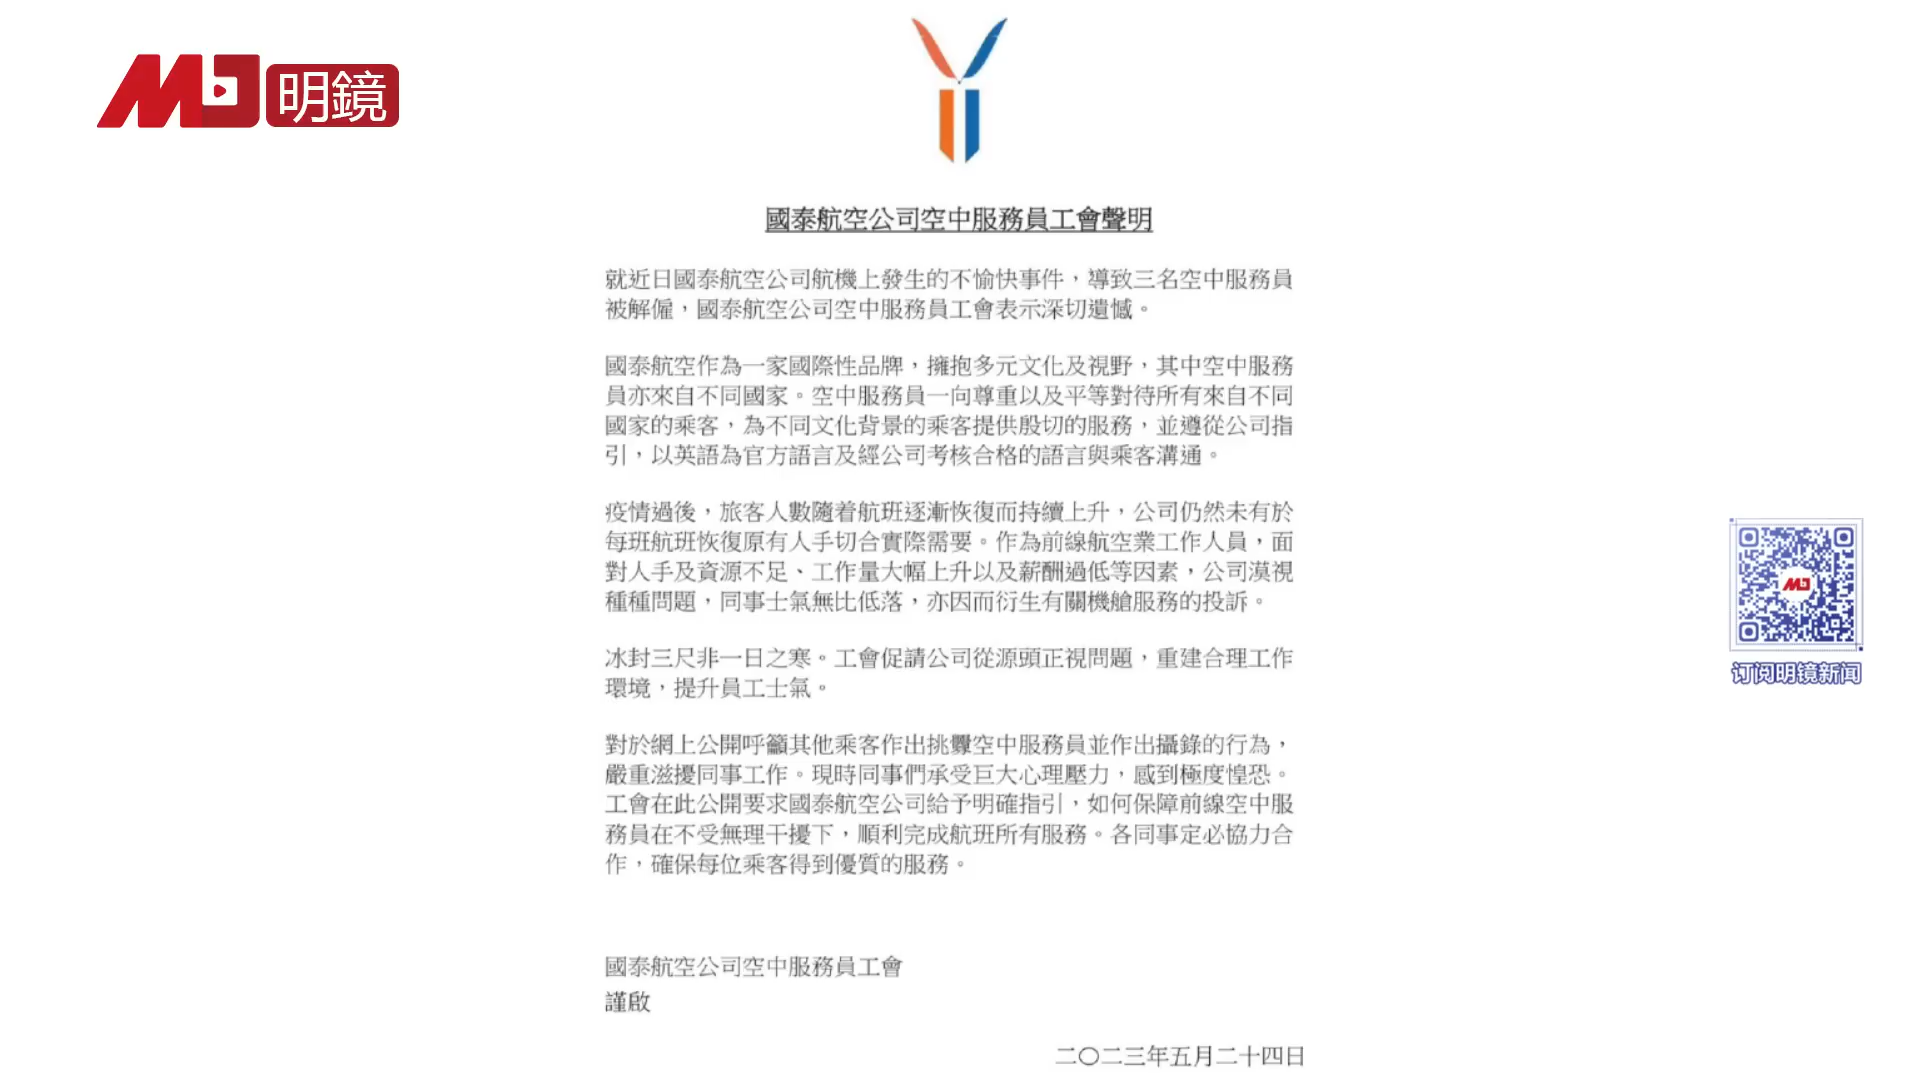 明鏡
國泰航空公司空中服務員工會聲明
就近日國泰航空公司航機上發生的不愉快事件，導致三名空中服務員
被解僱，國泰航空公司空中服務員工會表示深切遺憾。
國泰航空作為一家國際性品牌，擁抱多元文化及視野，其中空中服務
員亦來自不同國家。空中服務員一向尊重以及平等對待所有來自不同
國家的乘客，為不同文化背景的乘客提供殷切的服務，並遵從公司指
引，以英語為官方語言及經公司考核合格的語言與乘客溝通。
疫情過後，旅客人數隨着航班逐漸恢復而持續上升，公司仍然未有於
每班航班恢復原有人手切合實際需要。作為前線航空業工作人員，面
對人手及資源不足、工作量大幅上升以及薪酬過低等因素，公司漠視
種種問題，同事士氣無比低落，亦因而衍生有關機艙服務的投訴。
冰封三尺非一日之寒。工會促請公司從源頭正視問題，重建合理工作
環境，提升員工士氣。
對於網上公開呼籲其他乘客作出挑釁空中服務員並作出攝錄的行為，
嚴重滋擾同事工作。現時同事們承受巨大心理壓力，感到極度惶恐。
工會在此公開要求國泰航空公司給予明確指引，如何保障前線空中服
務員在不受無理干擾下，順利完成航班所有服務。各同事定必協力合
作，確保每位乘客得到優質的服務。
國泰航空公司空中服務員工會
謹啟
二〇二三年五月二十四日
订阅明镜新闻